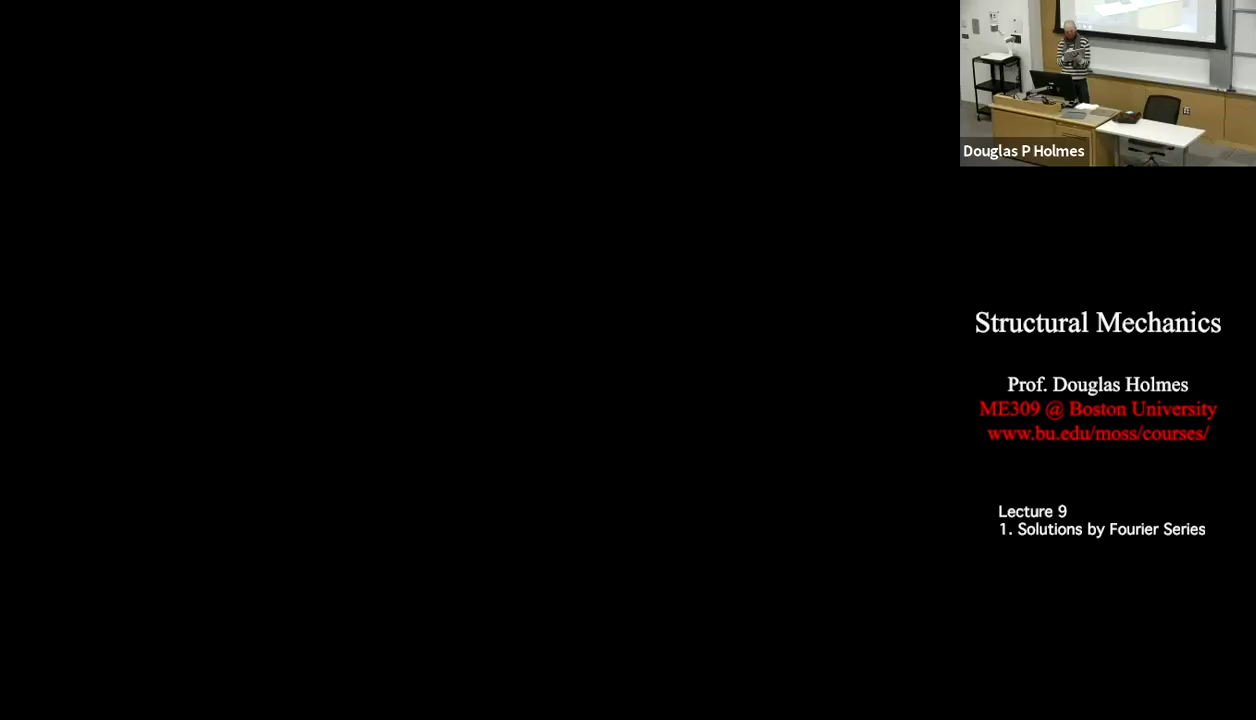 Douglas P Holmes
Structural Mechanics
Prof. Douglas Holmes
ME309 @ Boston University
www.bu.edu/moss/courses/
Lecture 9
1. Solutions by Fourier Series